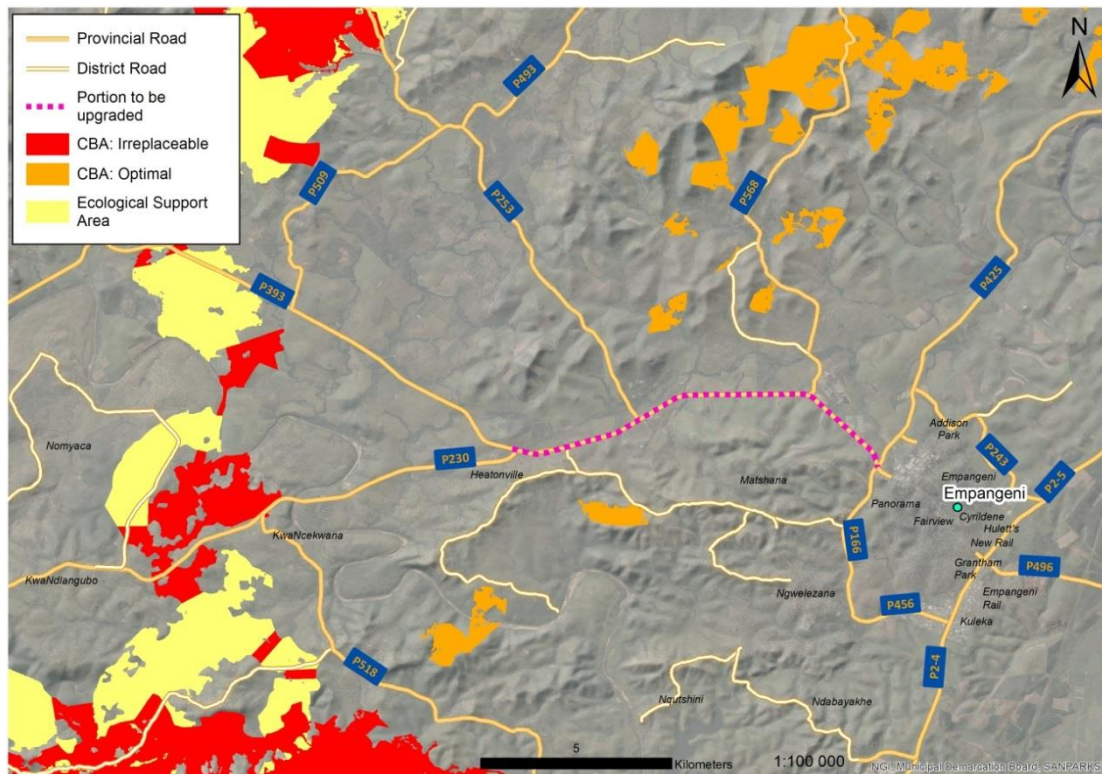 Provincial Road
District Road
Portion to be
upgraded
CBA: Irreplaceable
CBA: Optimal
Ecological Support
Area
N
P493
P509
P253
P568
P425
P393
Nomyaca
P230
Heatonville
Matshana
Addison
Park
P243
P2-5
Empangeni
Empangeni
Panorama
Fairview
Cyrildene
Hulett's
New Rail
KwaNcekwana
KwaNdlangubo
P166
Grantham
Park
P496
Ngwelezana
P456
Empangeni
Rail
Kuleka
P518
P2-4
Nqutshini
Ndabayakhe
5
Kilometers
1:100 000
NGI, Municipal Demarcation Board, SANPARKS